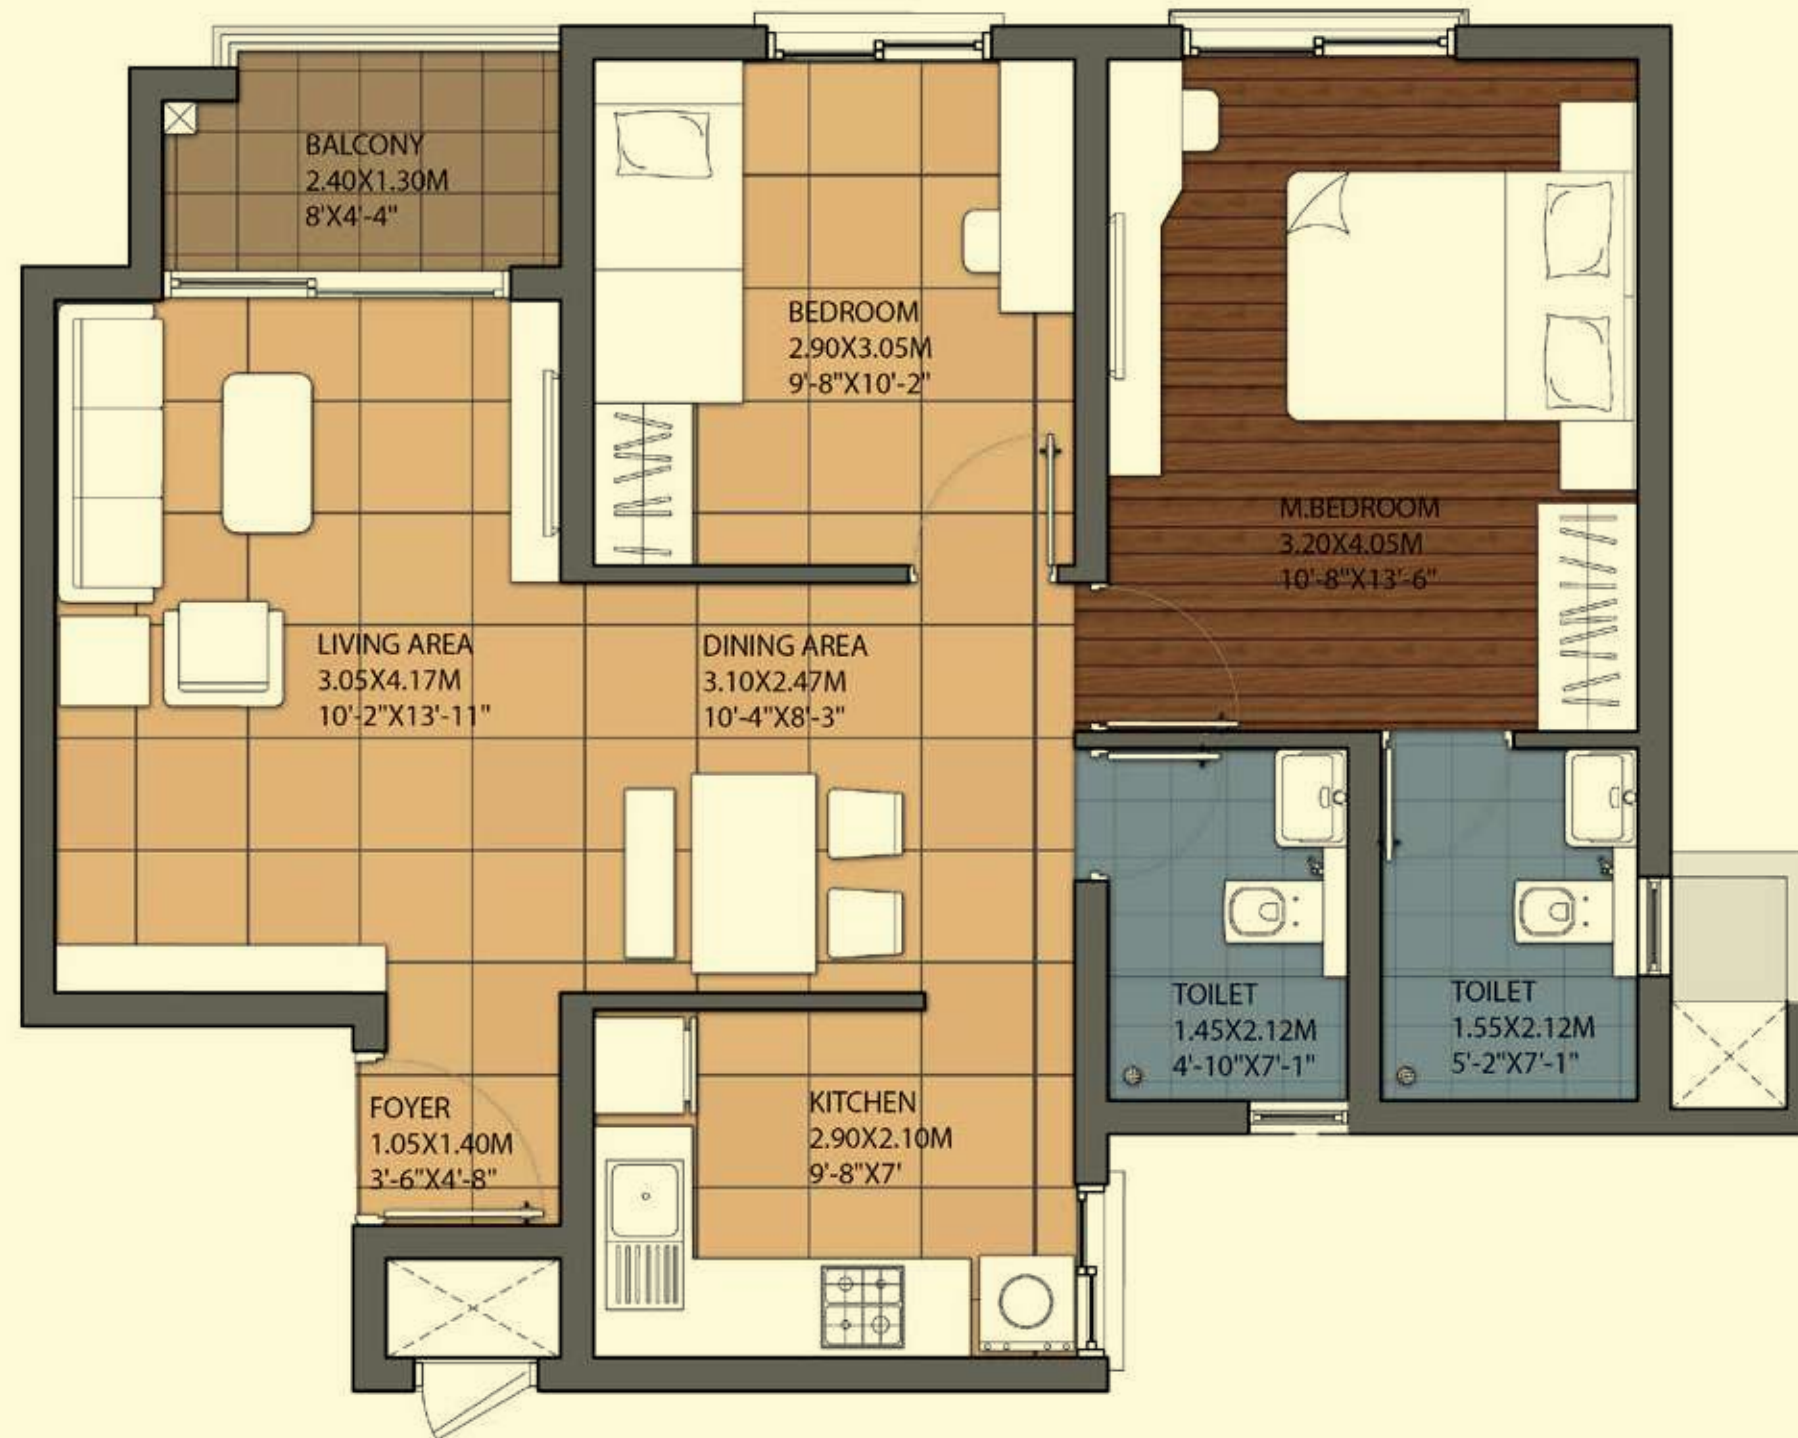 BALCONY
2.40X1.30M
8'X4'-4"
BEDROOM
2.90X3.05M
9'-8"X10'-2"
M.BEDROOM
3.20X4.05M
10'-8"X13'-6"
LIVING AREA
3.05X4.17M
10'-2"X13'-11"
DINING AREA
3.10X2.47M
10'-4"X8'-3"
TOILET
1.45X2.12M
4'-10"X7'-1"
TOILET
1.55X2.12M
5'-2"X7'-1"
FOYER
1.05X1.40M
3'-6"X4'-8"
KITCHEN
2.90X2.10M
9'-8"X7'